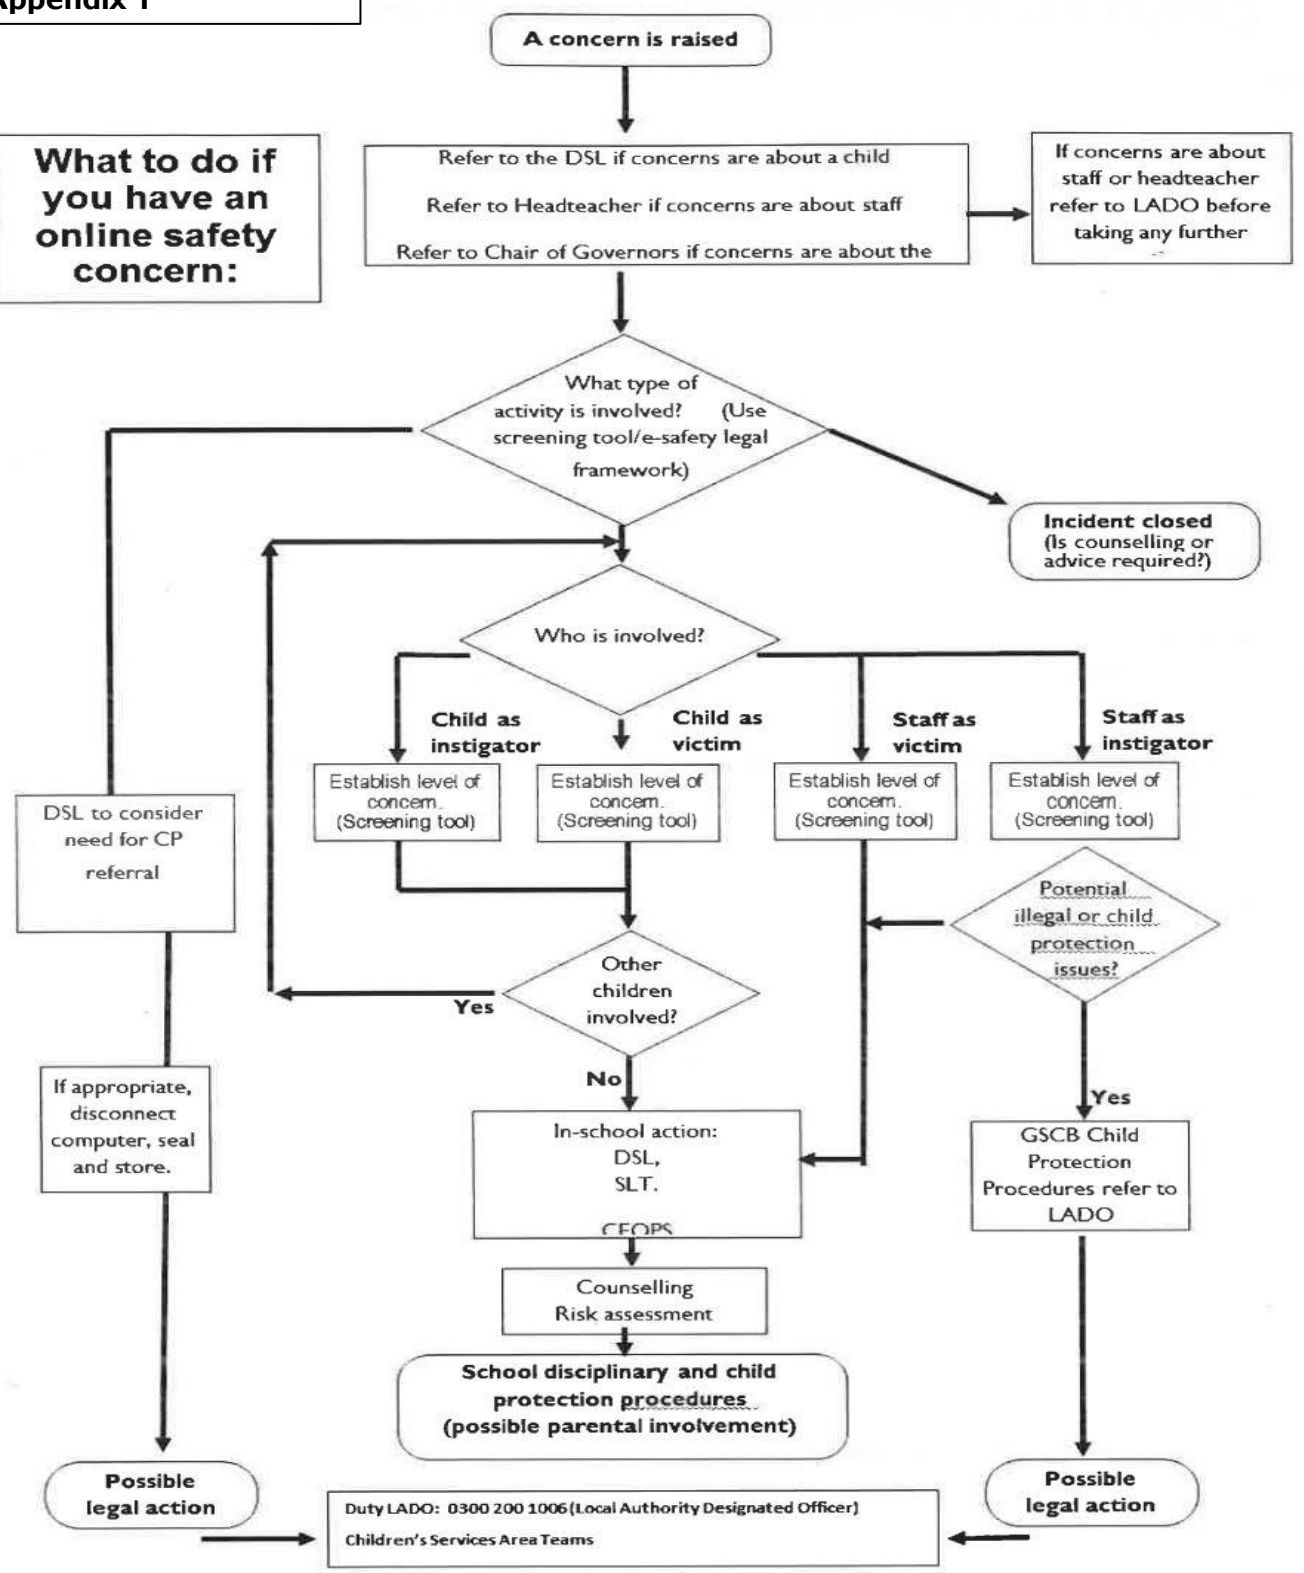 Appendix 1
A concern is raised
What to do if
you have an
online safety
concern:
Refer to the DSL if concerns are about a child
Refer to Headteacher if concerns are about staff
Refer to Chair of Governors if concerns are about the
If concerns are about
staff or headteacher
refer to LADO before
taking any further
What type of
activity is involved? (Use
screening tool/e-safety legal
framework)
Incident closed
(Is counselling or
advice required?)
Who is involved?
Child as
instigator
Child as
victim
Staff as
victim
Staff as
instigator
Establish level of
concern.
(Screening tool)
Establish level of
concern.
(Screening tool)
Establish level of
concern.
(Screening tool)
Establish level of
concern.
(Screening tool)
DSL to consider
need for CP
referral
Potential
illegal or child
protection
issues?
Other
children
involved?
Yes
No
Yes
If appropriate,
disconnect
computer, seal
and store.
In-school action:
DSL,
SLT.
CEOPS
GSCB Child
Protection
Procedures refer to
LADO
Counselling
Risk assessment
School disciplinary and child
protection procedures
(possible parental involvement)
Possible
legal action
Possible
legal action
Duty LADO: 0300 200 1006 (Local Authority Designated Officer)
Children's Services Area Teams